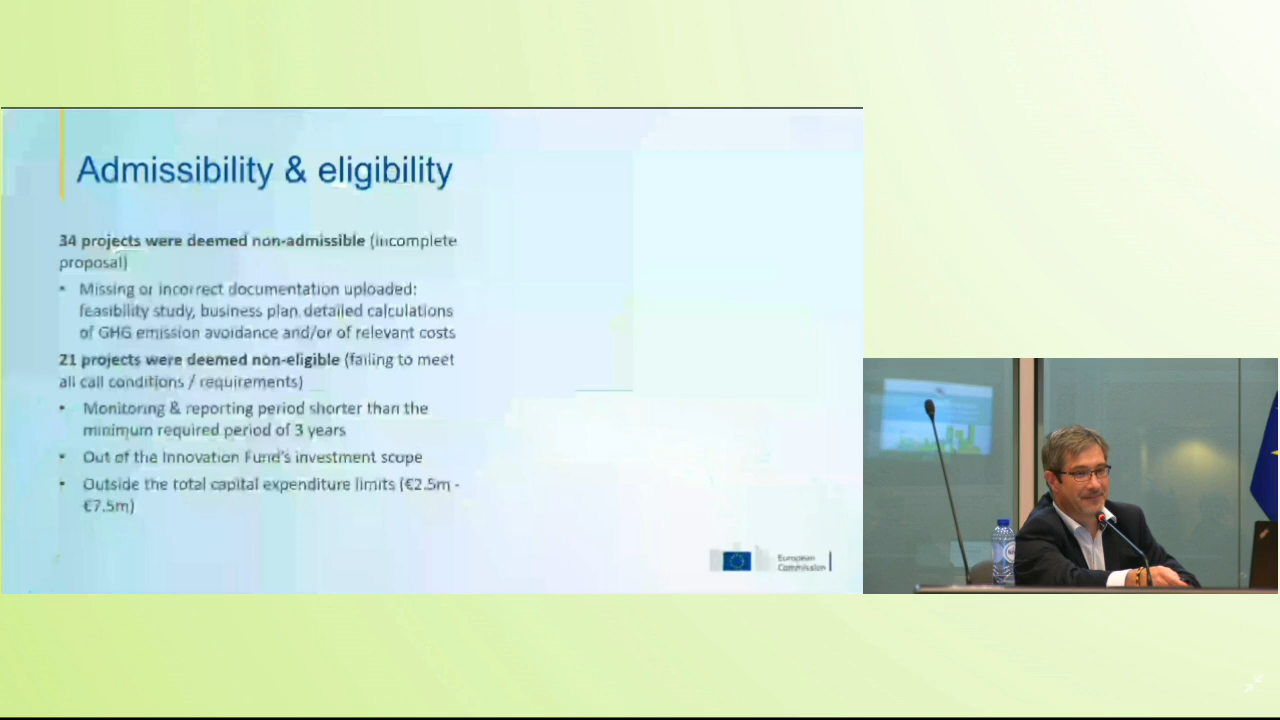 Admissibility & eligibility
34 projects were deemed non-admissible (incomplete
proposal)
• Missing or incorrect documentation uploaded:
feasibility study, business plan detailed calculations
of GHG emission avoidance and/or of relevant costs
21 projects were deemed non-eligible (failing to meet
all call conditions / requirements)
• Monitoring & reporting period shorter than the
minimum required period of 3 years
• Out of the Innovation Fund's investment scope
• Outside the total capital expenditure limits (€2.5m -
€7.5m)
European
Commission